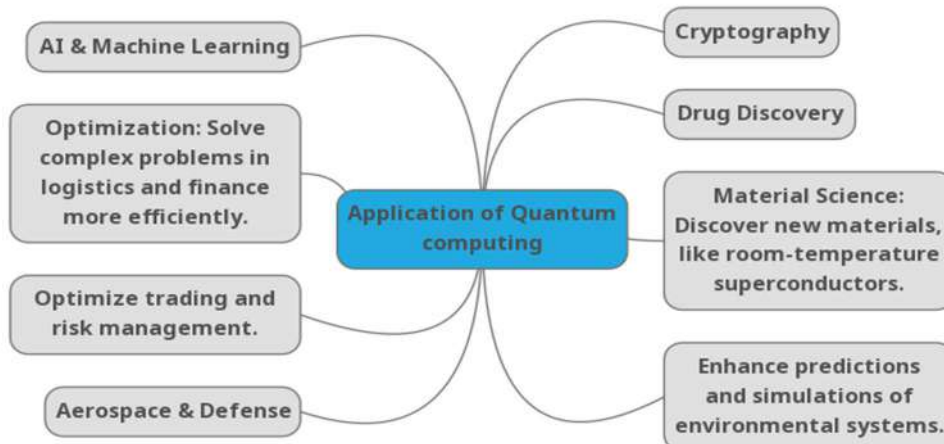 AI & Machine Learning
Optimization: Solve
complex problems in
logistics and finance
more efficiently.
Optimize trading and
risk management.
Aerospace & Defense
Application of Quantum
computing
Cryptography
Drug Discovery
Material Science:
Discover new materials,
like room-temperature
superconductors.
Enhance predictions
and simulations of
environmental systems.